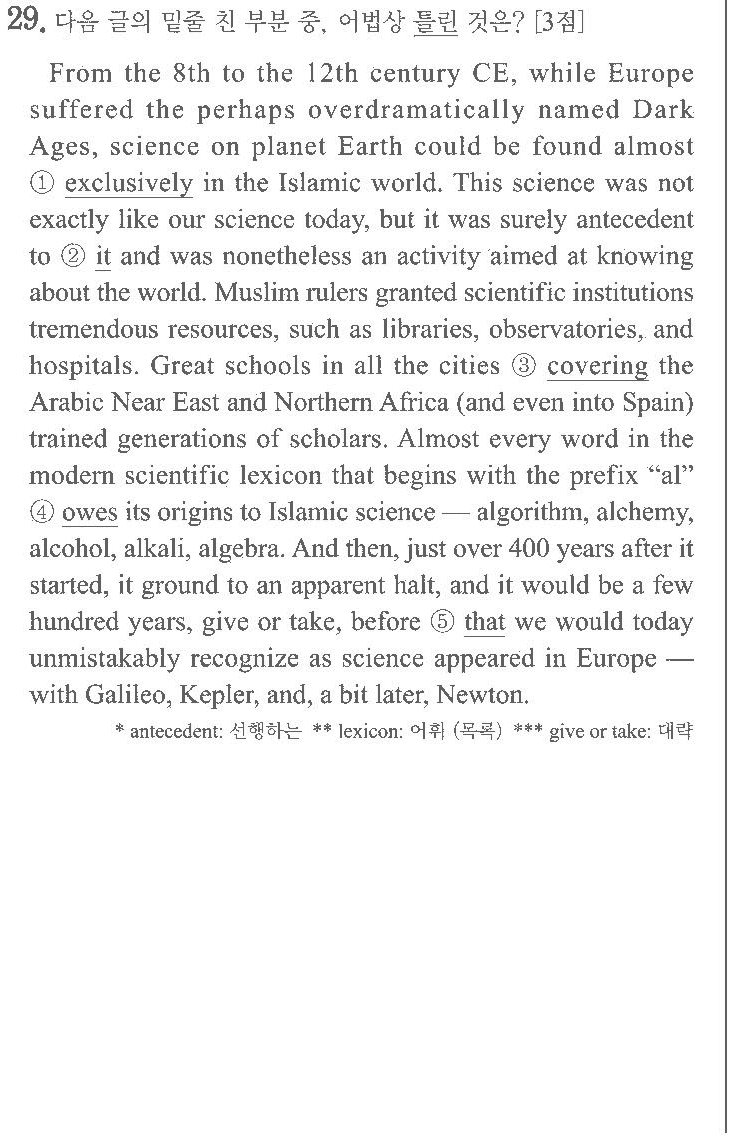 29. 다음 글의 밑줄 친 부분 중, 어법상 틀린 것은? [3점]
From the 8th to the 12th century CE, while Europe
suffered the perhaps overdramatically named Dark
Ages, science on planet Earth could be found almost
① exclusively in the Islamic world. This science was not
exactly like our science today, but it was surely antecedent
to ② it and was nonetheless an activity aimed at knowing
about the world. Muslim rulers granted scientific institutions
tremendous resources, such as libraries, observatories, and
hospitals. Great schools in all the cities ③ covering the
Arabic Near East and Northern Africa (and even into Spain)
trained generations of scholars. Almost every word in the
modern scientific lexicon that begins with the prefix “al”
④ owes its origins to Islamic science — algorithm, alchemy,
alcohol, alkali, algebra. And then, just over 400 years after it
started, it ground to an apparent halt, and it would be a few
hundred years, give or take, before ⑤ that we would today
unmistakably recognize as science appeared in Europe —
with Galileo, Kepler, and, a bit later, Newton.
* antecedent: 선행하는 ** lexicon: 어휘 (목록) *** give or take: 대략